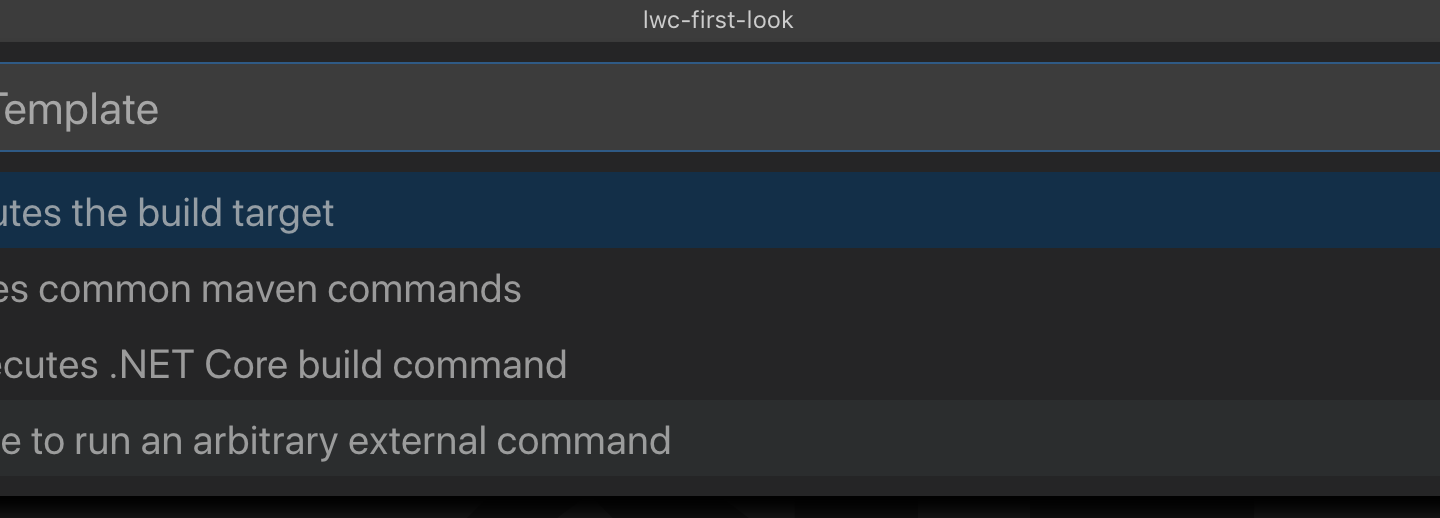 lwc-first-look
Template
utes the build target
es common maven commands
ecutes .NET Core build command
e to run an arbitrary external command